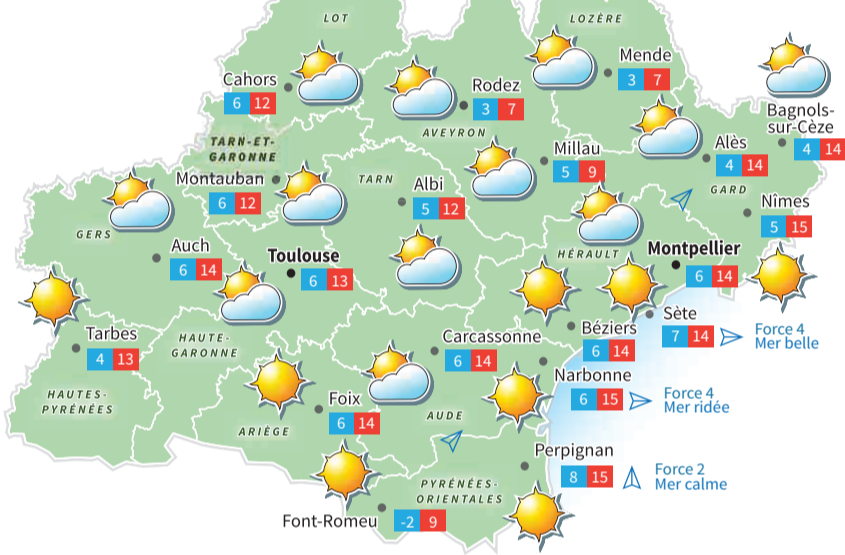 LOT
LOZÈRE
Mende
3 7
Cahors
6 12
Rodez
3 7
AVEYRON
Bagnols-
sur-Cèze
4 14
TARN-ET-
GARONNE
Millau
5 9
Alès
4 14
GARD
Montauban
6 12
TARN
Albi
5 12
Nîmes
5 15
GERS
Auch
6 14
Toulouse
6 13
HÉRAULT
Montpellier
6 14
Sète
7 14
Force 4
Mer belle
Tarbes
4 13
HAUTE-
GARONNE
Carcassonne
6 14
Béziers
6 14
Narbonne
6 15
Force 4
Mer ridée
HAUTES-
PYRÉNÉES
Foix
6 14
ARIÈGE
AUDE
Perpignan
8 15
Force 2
Mer calme
PYRÉNÉES-
ORIENTALES
Font-Romeu
-2 9